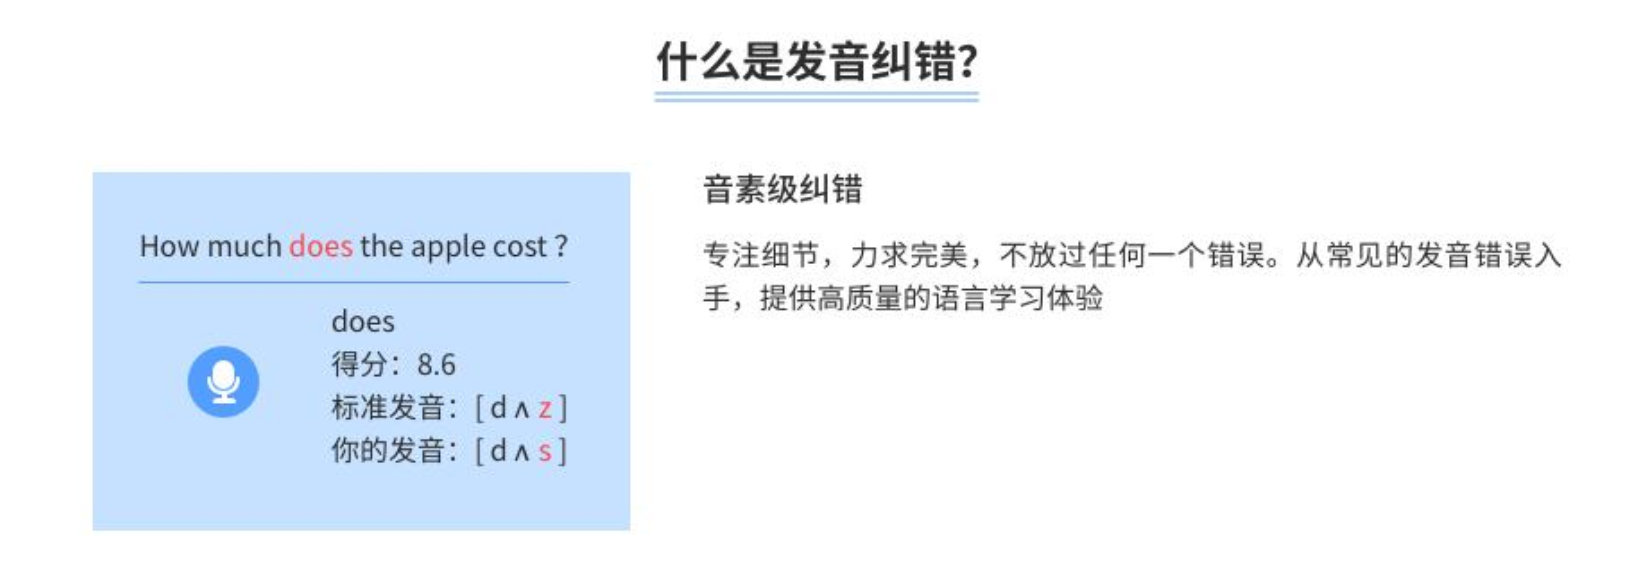 什么是发音纠错?
How much does the apple cost ?
does
得分：8.6
标准发音：[ d ʌ z ]
你的发音：[ d ʌ s ]
音素级纠错
专注细节，力求完美，不放过任何一个错误。从常见的发音错误入
手，提供高质量的语言学习体验